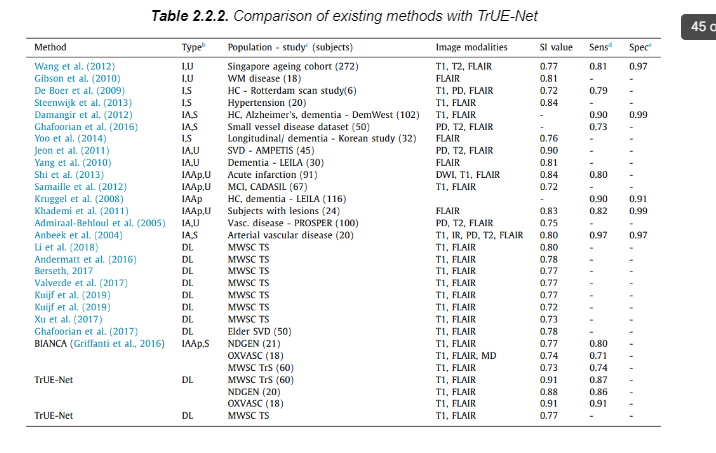 Table 2.2.2. Comparison of existing methods with TrUE-Net
45 o
Method Typeᵇ Population - studyᶜ (subjects) Image modalities SI value Sensᵈ Specᵉ
Wang et al. (2012) I,U Singapore ageing cohort (272) T1, T2, FLAIR 0.77 0.81 0.97
Gibson et al. (2010) I,U WM disease (18) FLAIR 0.81 - -
De Boer et al. (2009) I,S HC - Rotterdam scan study(6) T1, PD, FLAIR 0.72 0.79 -
Steenwijk et al. (2013) I,S Hypertension (20) T1, FLAIR 0.84 - -
Damangir et al. (2012) IA,S HC, Alzheimer's, dementia - DemWest (102) T1, FLAIR - 0.90 0.99
Ghafoorian et al. (2016) IA,S Small vessel disease dataset (50) PD, T2, FLAIR - 0.73 -
Yoo et al. (2014) I,S Longitudinal/ dementia - Korean study (32) FLAIR 0.76 - -
Jeon et al. (2011) IA,U SVD - AMPETIS (45) PD, T2, FLAIR 0.90 - -
Yang et al. (2010) IA,U Dementia - LEILA (30) FLAIR 0.81 - -
Shi et al. (2013) IAAp,U Acute infarction (91) DWI, T1, FLAIR 0.84 0.80 -
Samaille et al. (2012) IAAp,U MCI, CADASIL (67) T1, FLAIR 0.72 - -
Kruggel et al. (2008) IAAp HC, dementia - LEILA (116) - 0.90 0.91
Khademi et al. (2011) IAAp,U Subjects with lesions (24) FLAIR 0.83 0.82 0.99
Admiraal-Behloul et al. (2005) IA,U Vasc. disease - PROSPER (100) PD, T2, FLAIR 0.75 - -
Anbeek et al. (2004) IA,S Arterial vascular disease (20) T1, IR, PD, T2, FLAIR 0.80 0.97 0.97
Li et al. (2018) DL MWSC TS T1, FLAIR 0.80 - -
Andermatt et al. (2016) DL MWSC TS T1, FLAIR 0.78 - -
Berseth, 2017 DL MWSC TS T1, FLAIR 0.77 - -
Valverde et al. (2017) DL MWSC TS T1, FLAIR 0.77 - -
Kuijf et al. (2019) DL MWSC TS T1, FLAIR 0.77 - -
Kuijf et al. (2019) DL MWSC TS T1, FLAIR 0.72 - -
Xu et al. (2017) DL MWSC TS T1, FLAIR 0.73 - -
Ghafoorian et al. (2017) DL Elder SVD (50) T1, FLAIR 0.78 - -
BIANCA (Griffanti et al., 2016) IAAp,S NDGEN (21) T1, FLAIR 0.77 0.80 -
OXVASC (18) T1, FLAIR, MD 0.74 0.71 -
MWSC TrS (60) T1, FLAIR 0.73 0.74 -
TrUE-Net DL MWSC TrS (60) T1, FLAIR 0.91 0.87 -
NDGEN (20) T1, FLAIR 0.88 0.86 -
OXVASC (18) T1, FLAIR 0.91 0.91 -
TrUE-Net DL MWSC TS T1, FLAIR 0.77 - -